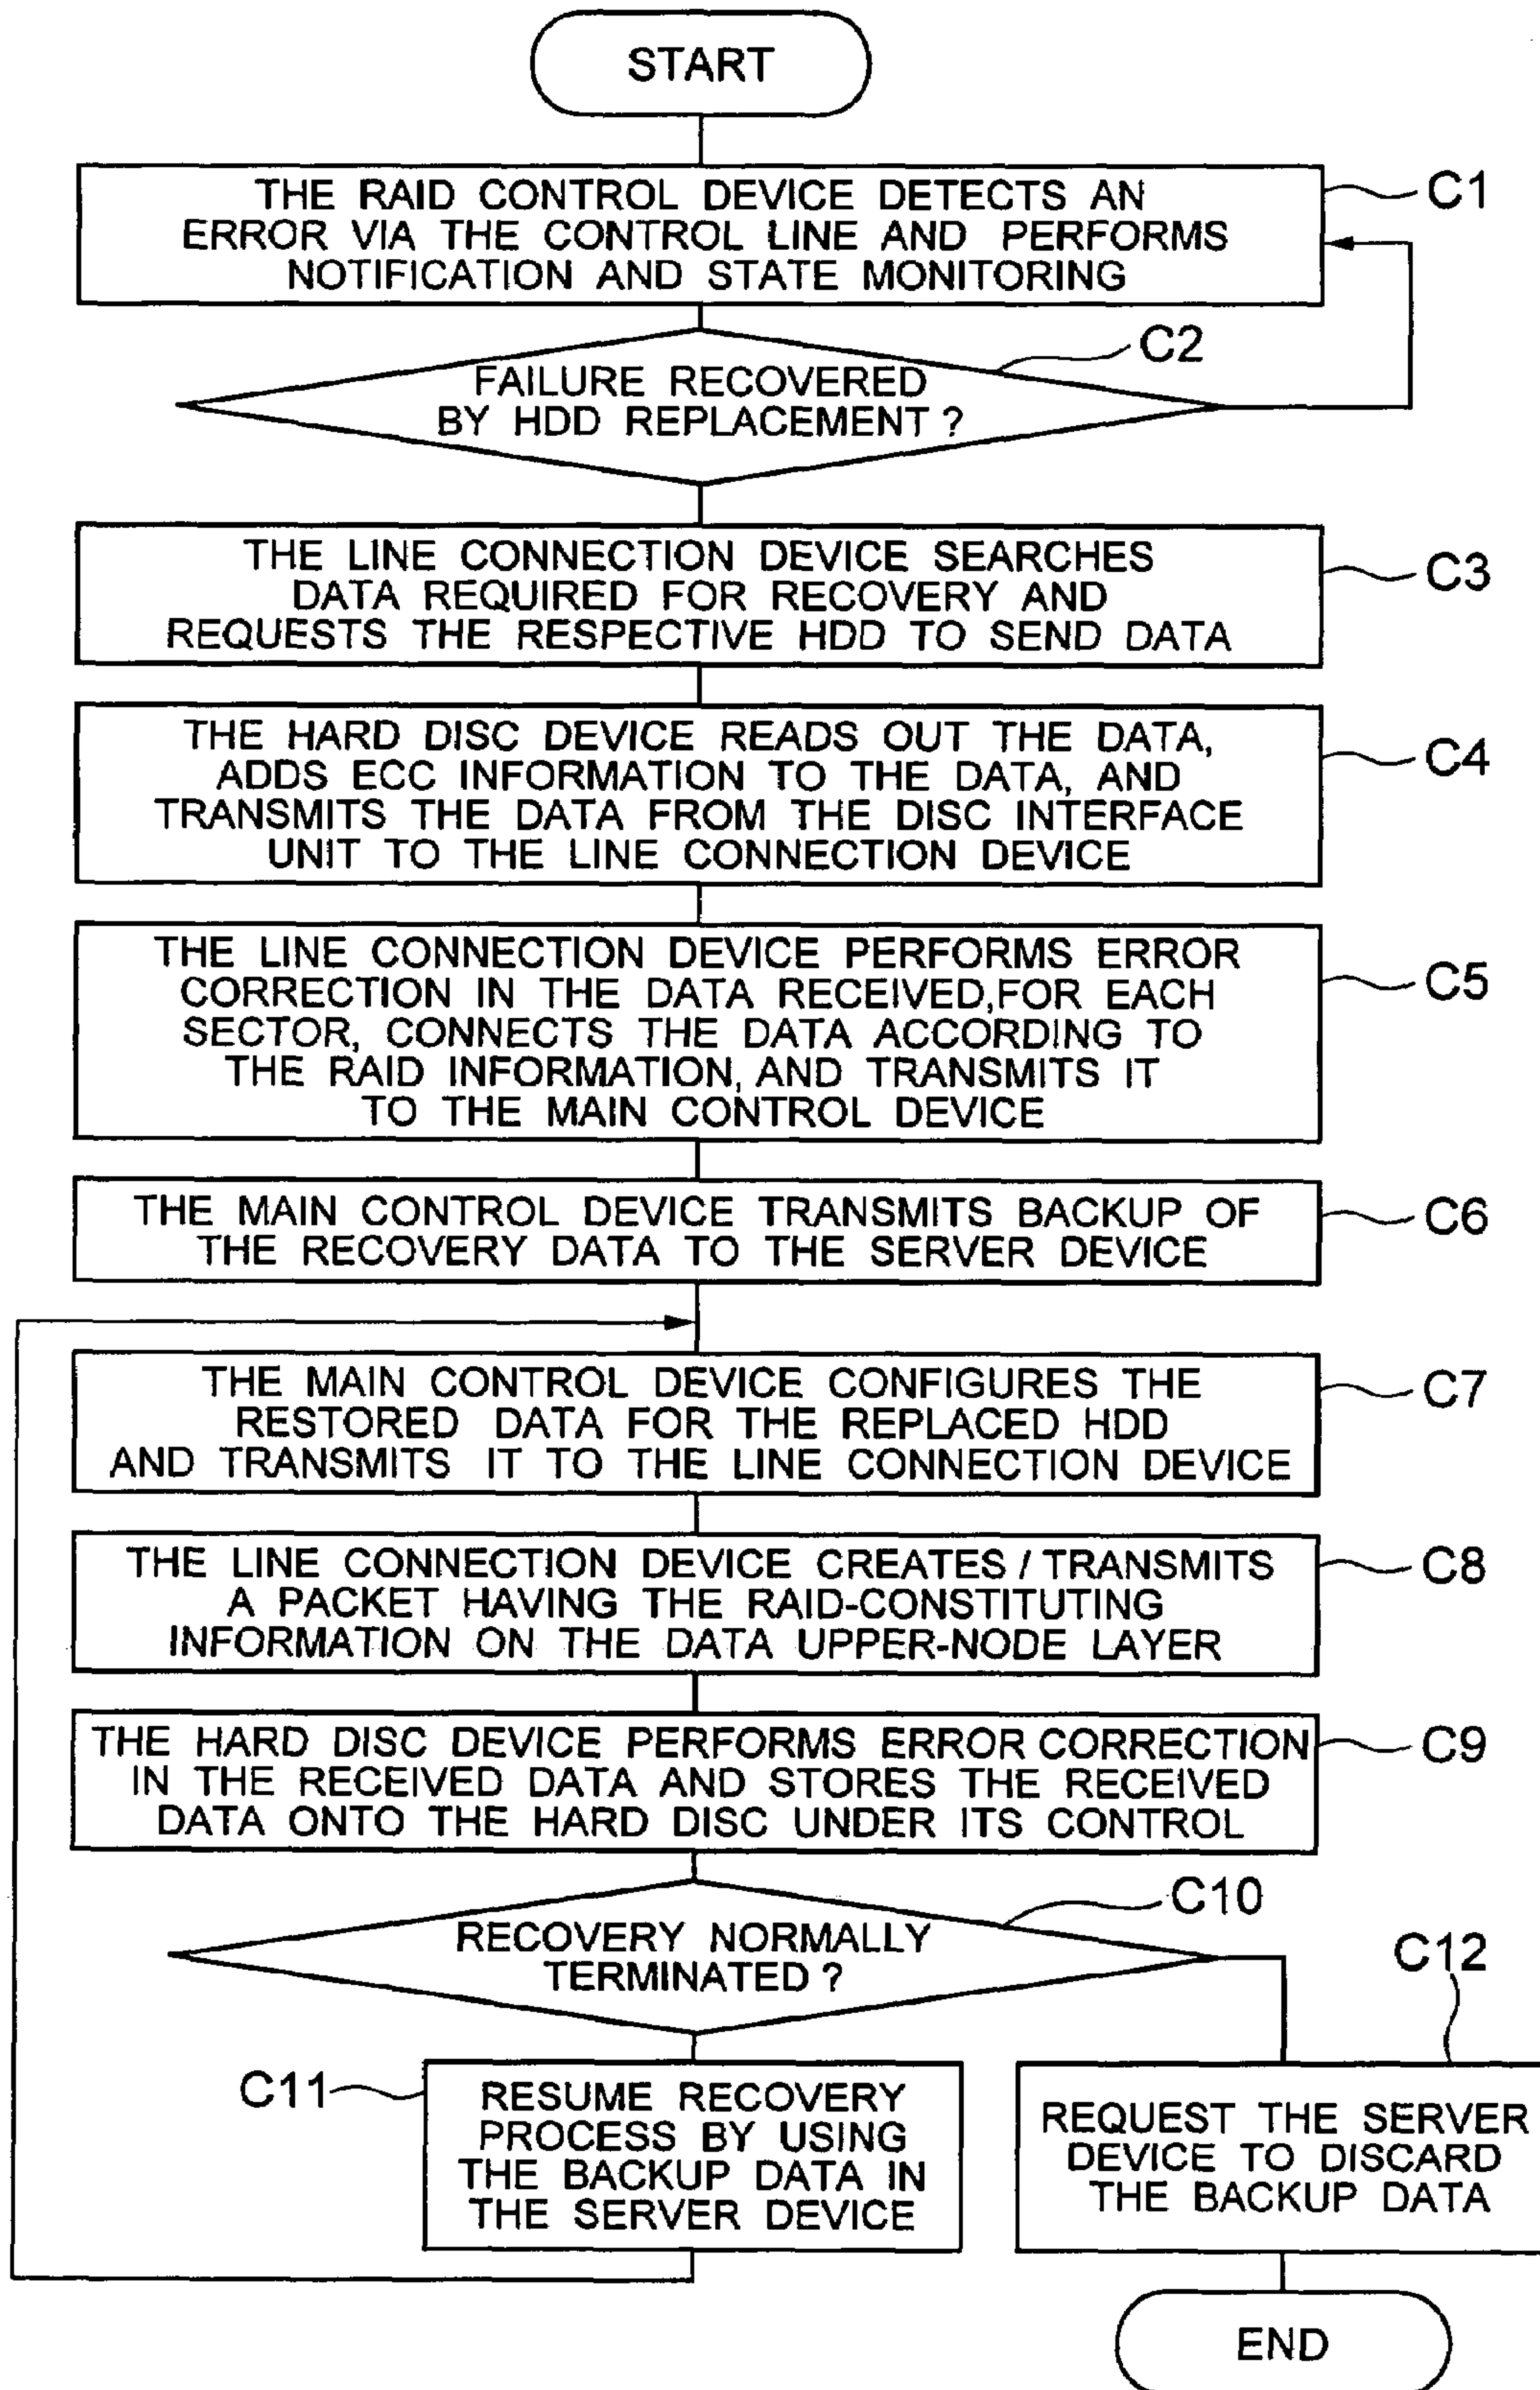 START
THE RAID CONTROL DEVICE DETECTS AN
ERROR VIA THE CONTROL LINE AND PERFORMS
NOTIFICATION AND STATE MONITORING
C1
C2
FAILURE RECOVERED
BY HDD REPLACEMENT ?
THE LINE CONNECTION DEVICE SEARCHES
DATA REQUIRED FOR RECOVERY AND
REQUESTS THE RESPECTIVE HDD TO SEND DATA
C3
THE HARD DISC DEVICE READS OUT THE DATA,
ADDS ECC INFORMATION TO THE DATA, AND
TRANSMITS THE DATA FROM THE DISC INTERFACE
UNIT TO THE LINE CONNECTION DEVICE
C4
THE LINE CONNECTION DEVICE PERFORMS ERROR
CORRECTION IN THE DATA RECEIVED,FOR EACH
SECTOR, CONNECTS THE DATA ACCORDING TO
THE RAID INFORMATION, AND TRANSMITS IT
TO THE MAIN CONTROL DEVICE
C5
THE MAIN CONTROL DEVICE TRANSMITS BACKUP OF
THE RECOVERY DATA TO THE SERVER DEVICE
C6
THE MAIN CONTROL DEVICE CONFIGURES THE
RESTORED DATA FOR THE REPLACED HDD
AND TRANSMITS IT TO THE LINE CONNECTION DEVICE
C7
THE LINE CONNECTION DEVICE CREATES / TRANSMITS
A PACKET HAVING THE RAID-CONSTITUTING
INFORMATION ON THE DATA UPPER-NODE LAYER
C8
THE HARD DISC DEVICE PERFORMS ERROR CORRECTION
IN THE RECEIVED DATA AND STORES THE RECEIVED
DATA ONTO THE HARD DISC UNDER ITS CONTROL
C9
C10
RECOVERY NORMALLY
TERMINATED ?
C11
RESUME RECOVERY
PROCESS BY USING
THE BACKUP DATA IN
THE SERVER DEVICE
C12
REQUEST THE SERVER
DEVICE TO DISCARD
THE BACKUP DATA
END